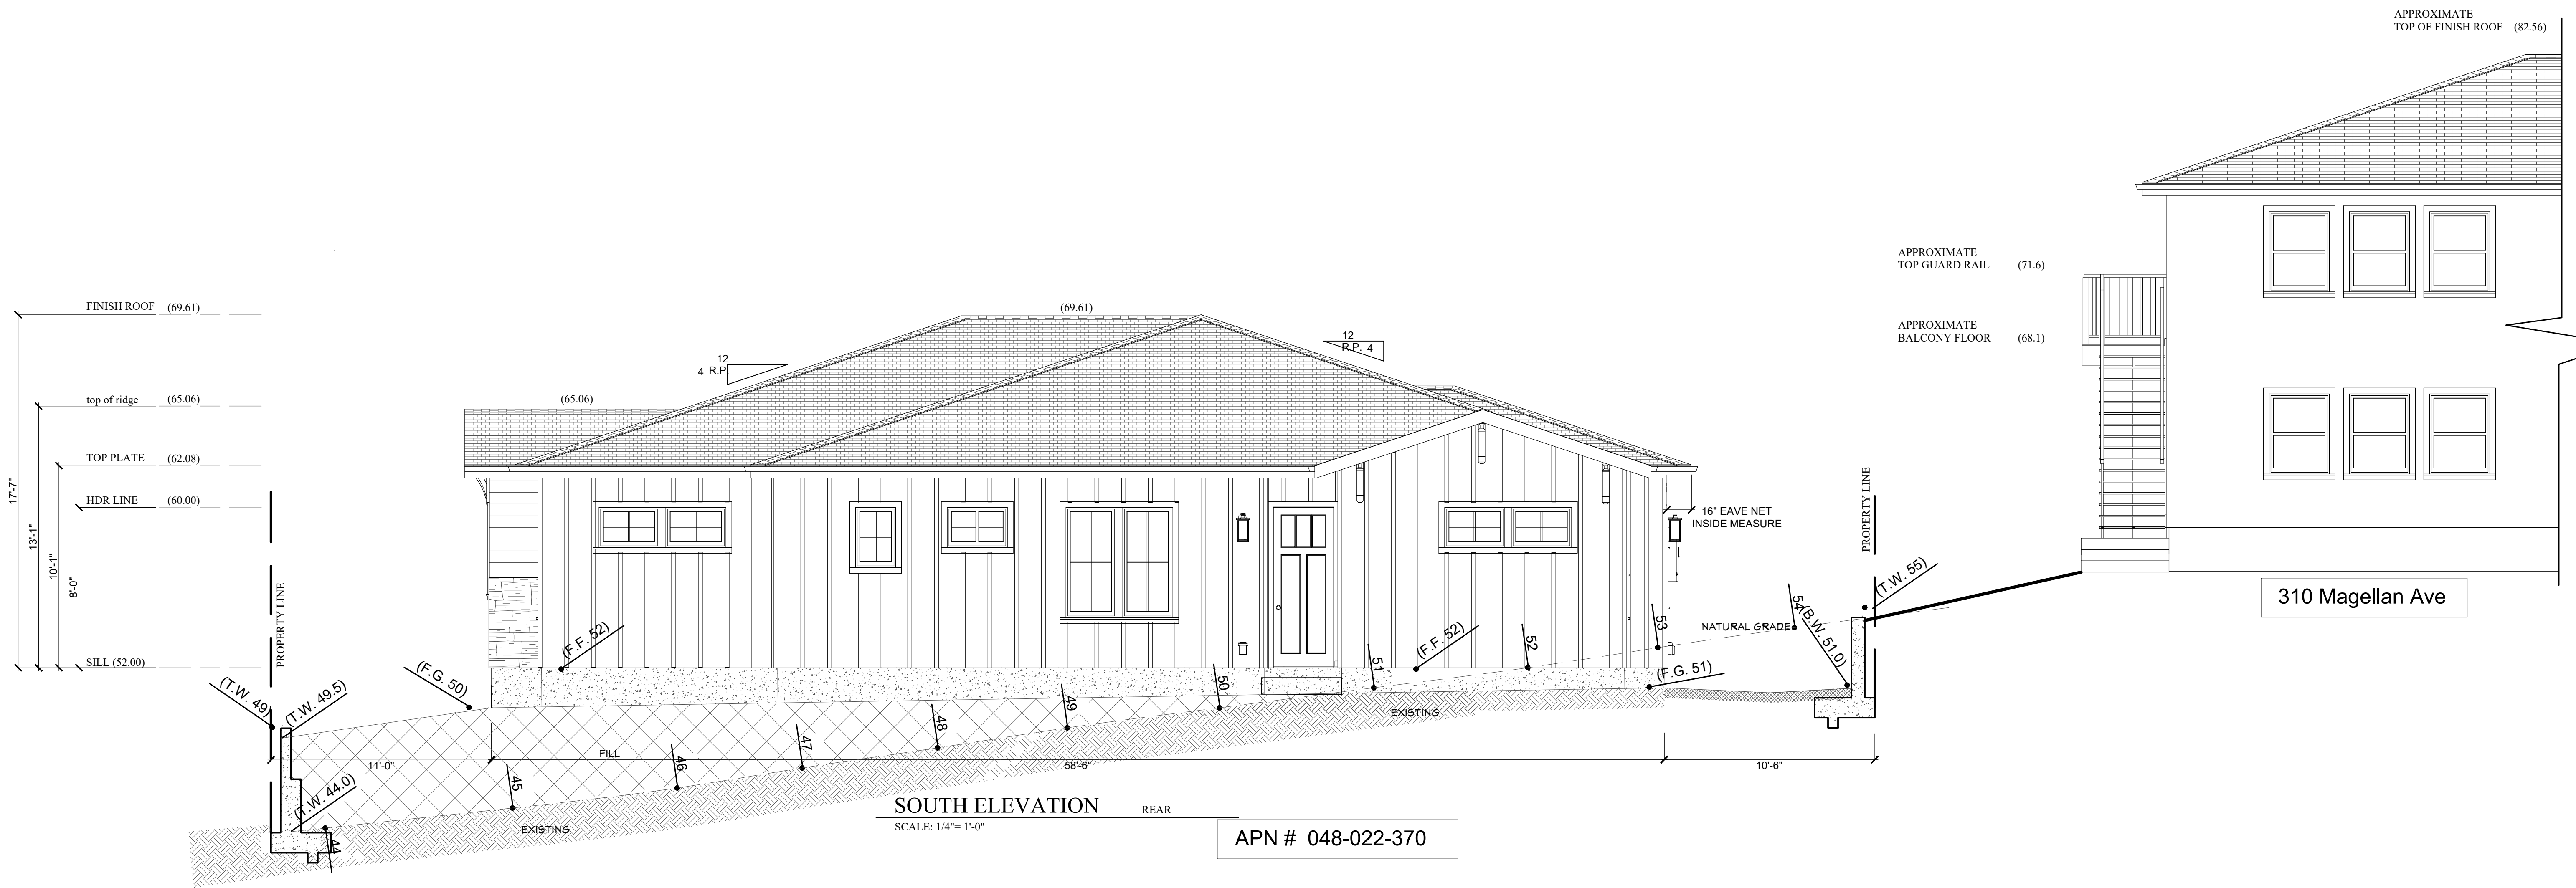 APPROXIMATE
TOP OF FINISH ROOF (82.56)
APPROXIMATE
TOP GUARD RAIL (71.6)
APPROXIMATE
BALCONY FLOOR (68.1)
FINISH ROOF (69.61)
(69.61)
12
4 R.P.
12
R.P. 4
top of ridge (65.06)
(65.06)
TOP PLATE (62.08)
HDR LINE (60.00)
SILL (52.00)
17'-7"
13'-1"
10'-1"
8'-0"
PROPERTY LINE
PROPERTY LINE
16" EAVE NET
INSIDE MEASURE
(T.W. 49)
(T.W. 49.5)
(F.G. 50)
(F.F. 52)
(F.F. 52)
(T.W. 44.0)
(F.G. 51)
(B.W. 51.0)
(T.W. 55)
NATURAL GRADE
44
45
46
47
48
49
50
51
52
53
54
FILL
EXISTING
EXISTING
11'-0"
58'-6"
10'-6"
310 Magellan Ave
SOUTH ELEVATION REAR
SCALE: 1/4"= 1'-0"
APN # 048-022-370